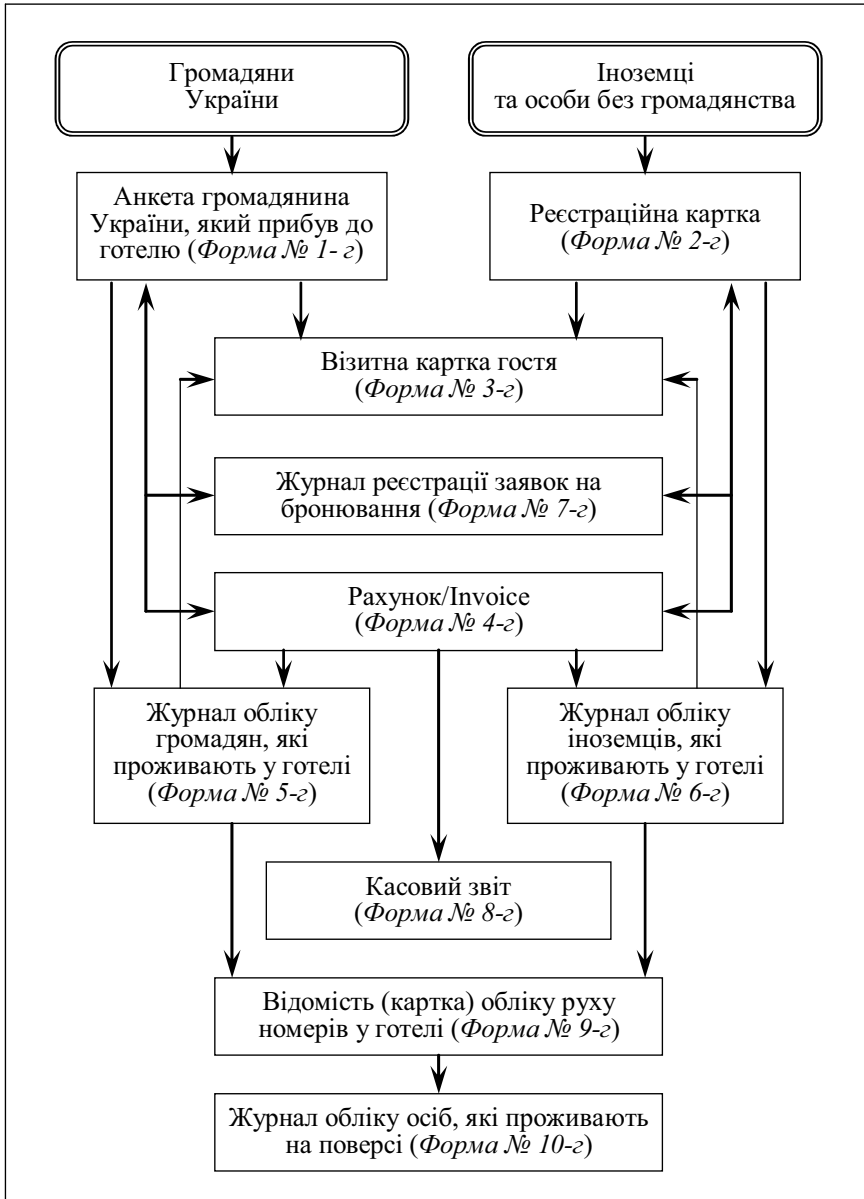 Громадяни
України
Іноземці
та особи без громадянства
Анкета громадянина
України, який прибув до
готелю (Форма № 1- г)
Реєстраційна картка
(Форма № 2-г)
Візитна картка гостя
(Форма № 3-г)
Журнал реєстрації заявок на
бронювання (Форма № 7-г)
Рахунок/Invoice
(Форма № 4-г)
Журнал обліку
громадян, які
проживають у готелі
(Форма № 5-г)
Журнал обліку
іноземців, які
проживають у готелі
(Форма № 6-г)
Касовий звіт
(Форма № 8-г)
Відомість (картка) обліку руху
номерів у готелі (Форма № 9-г)
Журнал обліку осіб, які проживають
на поверсі (Форма № 10-г)